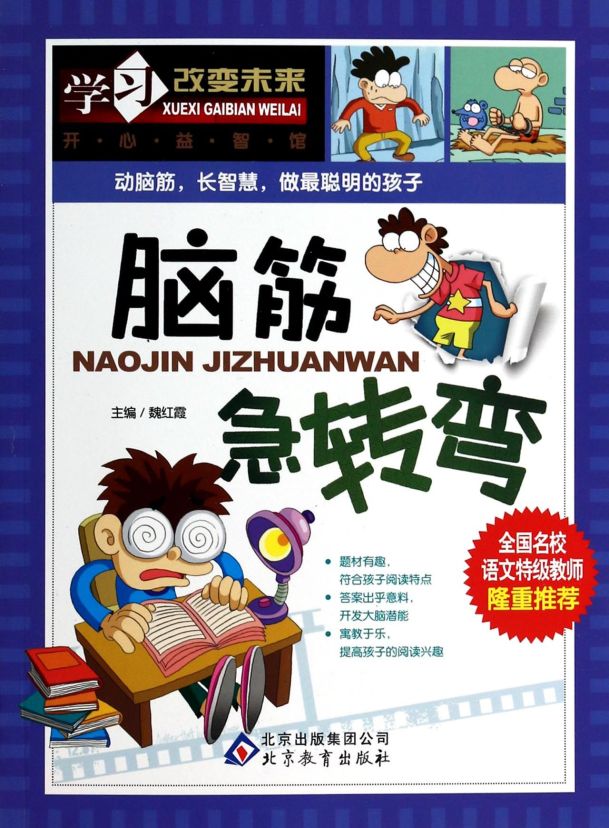 学习 改变未来
XUEXI GAIBIAN WEILAI
开·心·益·智·馆
动脑筋，长智慧，做最聪明的孩子
脑筋
NAOJIN JIZHUANWAN
急转弯
主编/魏红霞
• 题材有趣，
符合孩子阅读特点
• 答案出乎意料，
开发大脑潜能
• 寓教于乐，
提高孩子的阅读兴趣
全国名校
语文特级教师
隆重推荐
北京出版集团公司
北京教育出版社